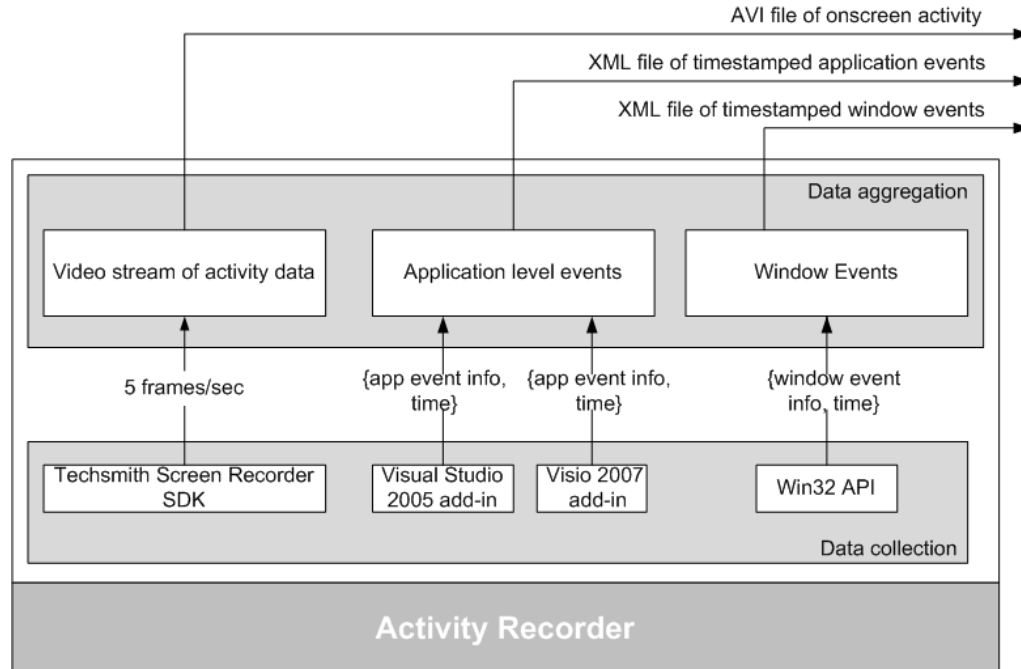 AVI file of onscreen activity
XML file of timestamped application events
XML file of timestamped window events
Data aggregation
Video stream of activity data
Application level events
Window Events
5 frames/sec
{app event info,
time}
{app event info,
time}
{window event
info, time}
Techsmith Screen Recorder
SDK
Visual Studio
2005 add-in
Visio 2007
add-in
Win32 API
Data collection
Activity Recorder